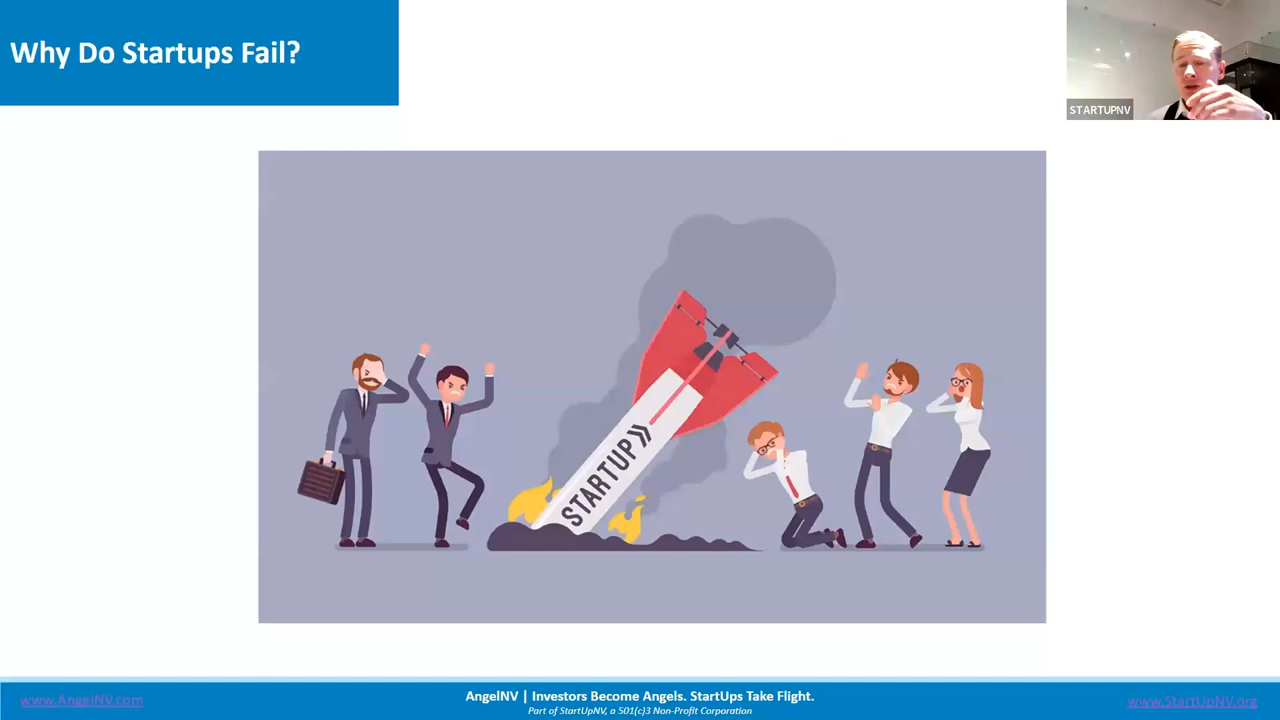 Why Do Startups Fail?
STARTUPNV
STARTUP
www.AngelNV.com
AngelNV | Investors Become Angels. StartUps Take Flight.
Part of StartUpNV, a 501(c)3 Non-Profit Corporation
www.StartUpNV.org